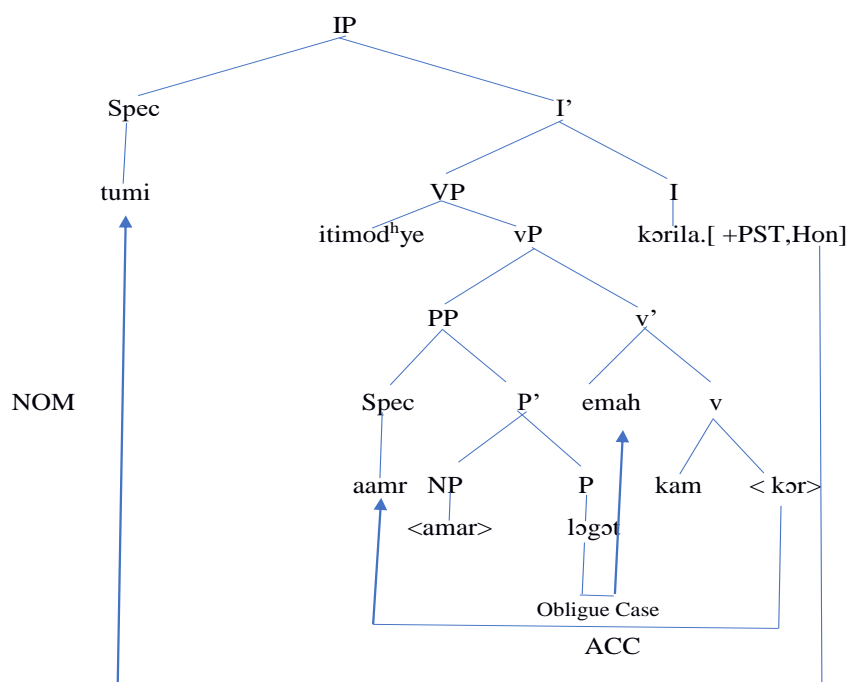 IP
Spec I’
tumi VP I
itimodʰye vP kɔrila.[ +PST,Hon]
PP v’
NOM Spec P’ emah v
aamr NP P kam < kɔr>
<amar> lɔgɔt
Obligue Case
ACC